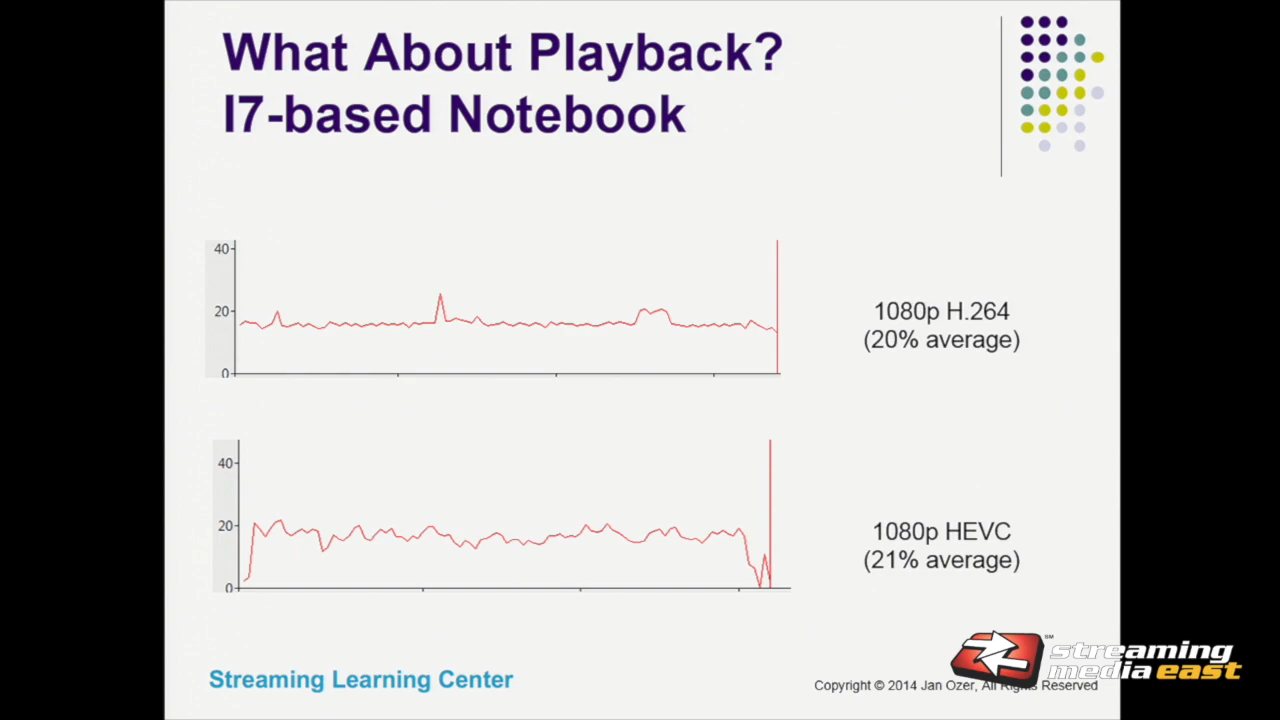 What About Playback?
I7-based Notebook
40
20
0
1080p H.264
(20% average)
40
20
0
1080p HEVC
(21% average)
Streaming Learning Center
SM
streaming
media east
Copyright © 2014 Jan Ozer, All Rights Reserved